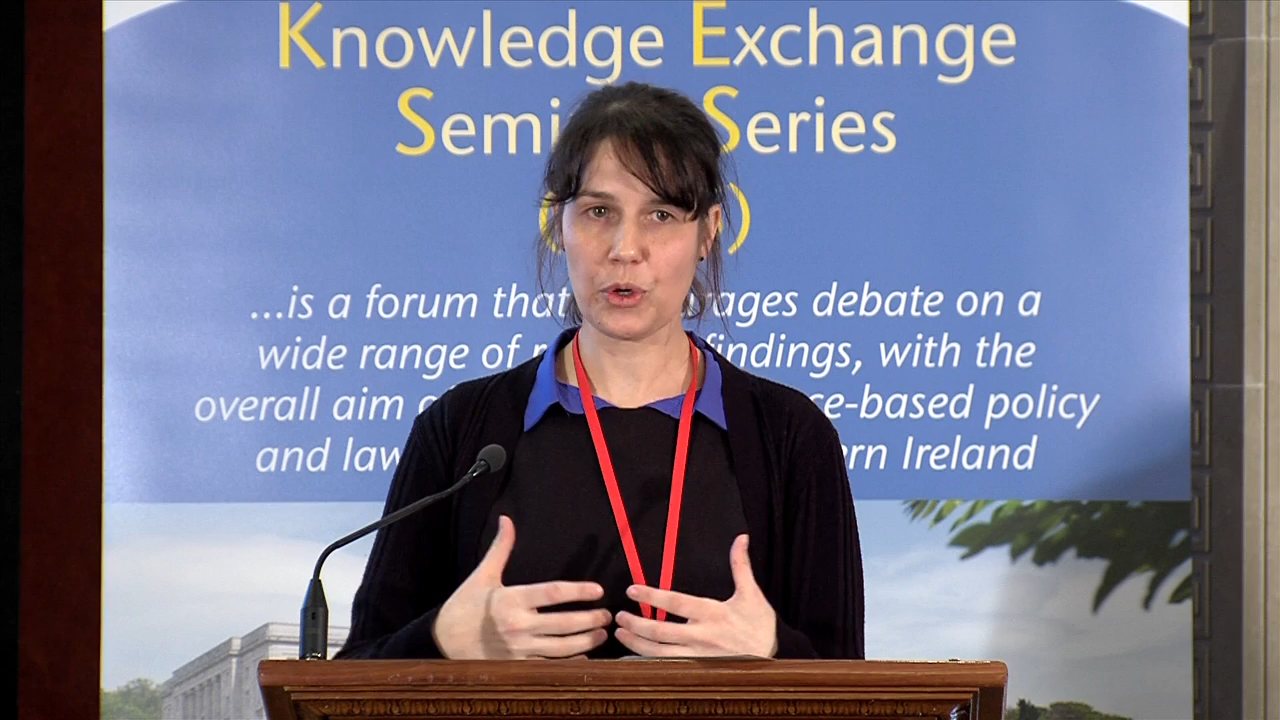 Knowledge Exchange
Semi Series
( )
...is a forum that ages debate on a
wide range of r findings, with the
overall aim o ce-based policy
and law ern Ireland